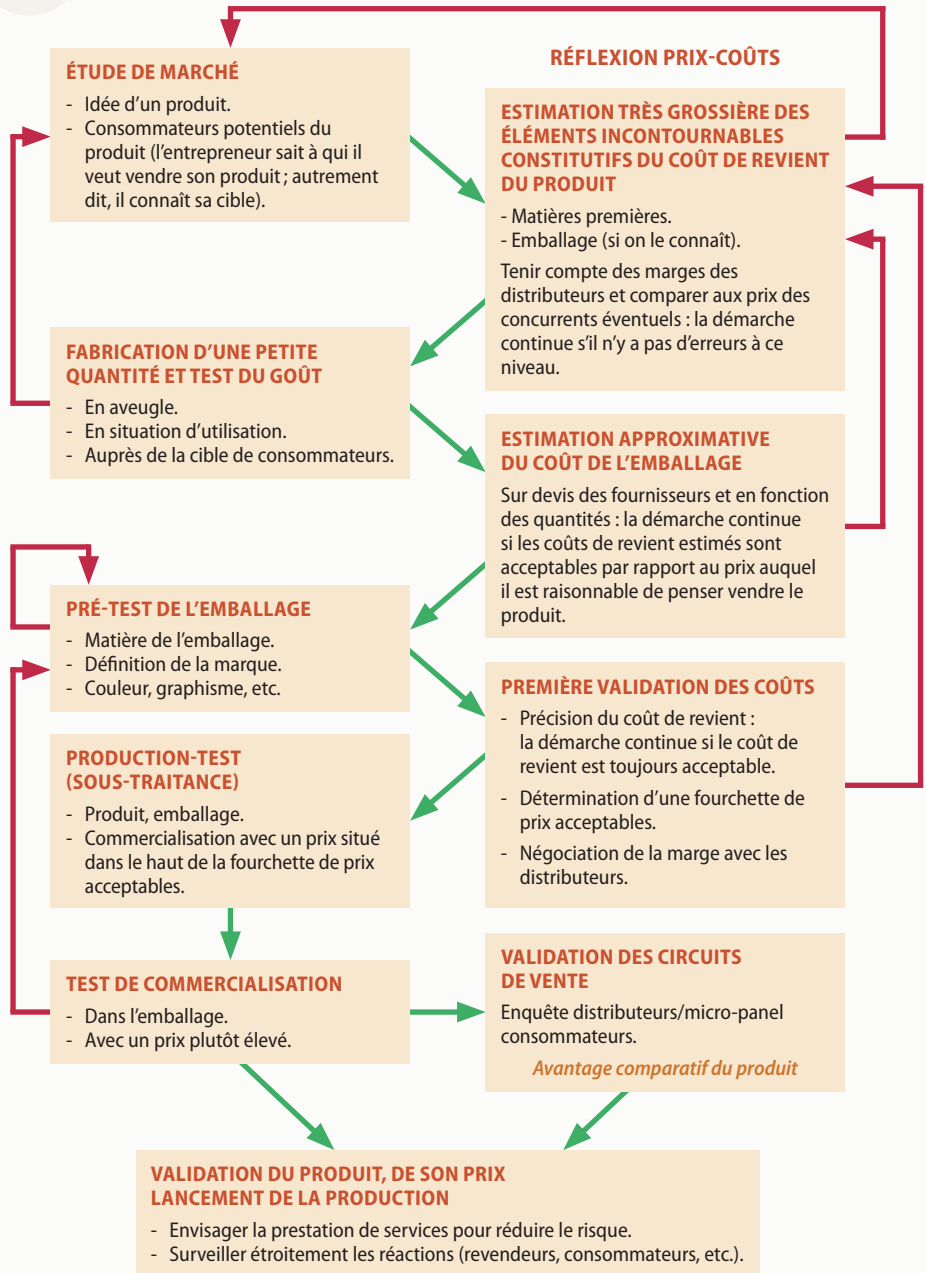 ÉTUDE DE MARCHÉ
- Idée d'un produit.
- Consommateurs potentiels du
produit (l'entrepreneur sait à qui il
veut vendre son produit ; autrement
dit, il connaît sa cible).
RÉFLEXION PRIX-COÛTS
ESTIMATION TRÈS GROSSIÈRE DES
ÉLÉMENTS INCONTOURNABLES
CONSTITUTIFS DU COÛT DE REVIENT
DU PRODUIT
- Matières premières.
- Emballage (si on le connaît).
Tenir compte des marges des
distributeurs et comparer aux prix des
concurrents éventuels : la démarche
continue s'il n'y a pas d'erreurs à ce
niveau.
FABRICATION D'UNE PETITE
QUANTITÉ ET TEST DU GOÛT
- En aveugle.
- En situation d'utilisation.
- Auprès de la cible de consommateurs.
ESTIMATION APPROXIMATIVE
DU COÛT DE L'EMBALLAGE
Sur devis des fournisseurs et en fonction
des quantités : la démarche continue
si les coûts de revient estimés sont
acceptables par rapport au prix auquel
il est raisonnable de penser vendre le
produit.
PRÉ-TEST DE L'EMBALLAGE
- Matière de l'emballage.
- Définition de la marque.
- Couleur, graphisme, etc.
PREMIÈRE VALIDATION DES COÛTS
- Précision du coût de revient :
la démarche continue si le coût de
revient est toujours acceptable.
- Détermination d'une fourchette de
prix acceptables.
- Négociation de la marge avec les
distributeurs.
PRODUCTION-TEST
(SOUS-TRAITANCE)
- Produit, emballage.
- Commercialisation avec un prix situé
dans le haut de la fourchette de prix
acceptables.
TEST DE COMMERCIALISATION
- Dans l'emballage.
- Avec un prix plutôt élevé.
VALIDATION DES CIRCUITS
DE VENTE
Enquête distributeurs/micro-panel
consommateurs.
Avantage comparatif du produit
VALIDATION DU PRODUIT, DE SON PRIX
LANCEMENT DE LA PRODUCTION
- Envisager la prestation de services pour réduire le risque.
- Surveiller étroitement les réactions (revendeurs, consommateurs, etc.).